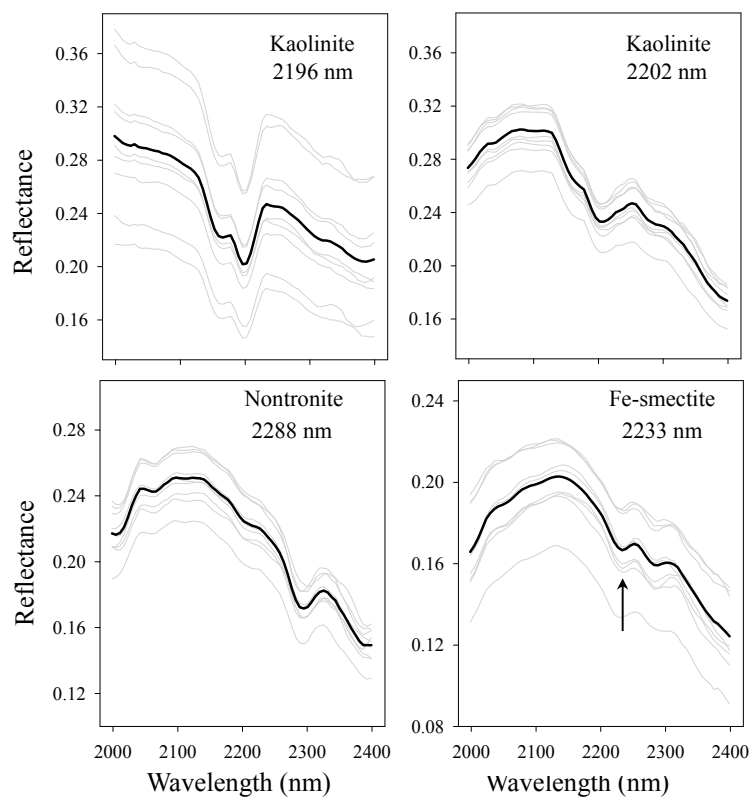 Kaolinite
2196 nm
0.36
0.32
0.28
0.24
0.20
0.16
Reflectance
Kaolinite
2202 nm
0.36
0.32
0.28
0.24
0.20
0.16
Nontronite
2288 nm
0.28
0.24
0.20
0.16
0.12
Reflectance
2000 2100 2200 2300 2400
Wavelength (nm)
Fe-smectite
2233 nm
0.24
0.20
0.16
0.12
0.08
2000 2100 2200 2300 2400
Wavelength (nm)